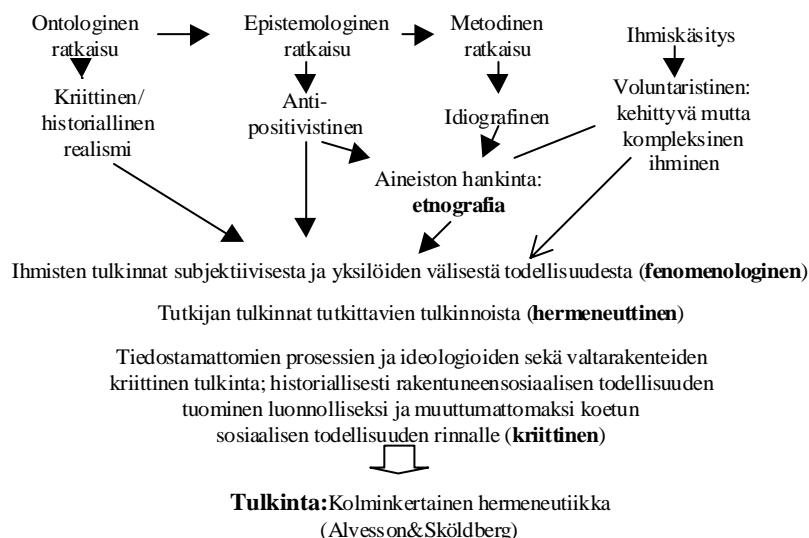 Ontologinen
ratkaisu
Epistemologinen
ratkaisu
Metodinen
ratkaisu
Ihmiskäsitys
Kriittinen/
historiallinen
realismi
Anti-
positivistinen
Idiografinen
Voluntaristinen:
kehittyvä mutta
kompleksinen
ihminen
Aineiston hankinta:
etnografia
Ihmisten tulkinnat subjektiivisesta ja yksilöiden välisestä todellisuudesta (fenomenologinen)
Tutkijan tulkinnat tutkittavien tulkinnoista (hermeneuttinen)
Tiedostamattomien prosessien ja ideologioiden sekä valtarakenteiden
kriittinen tulkinta; historiallisesti rakentuneensosiaalisen todellisuuden
tuominen luonnolliseksi ja muuttumattomaksi koetun
sosiaalisen todellisuuden rinnalle (kriittinen)
Tulkinta:Kolminkertainen hermeneutiikka
(Alvesson&Sköldberg)